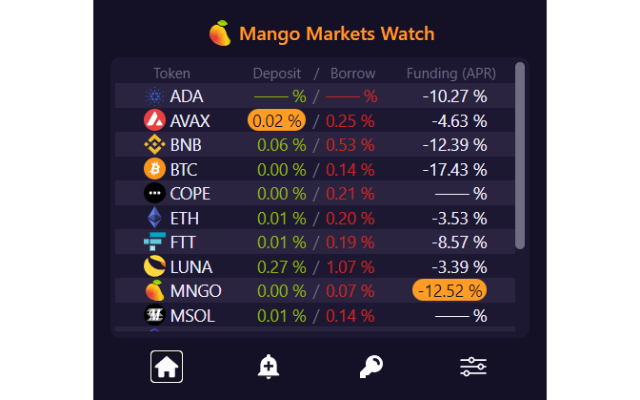 Mango Markets Watch
Token Deposit / Borrow Funding (APR)
ADA —— % / —— % -10.27 %
AVAX 0.02 % / 0.25 % -4.63 %
BNB 0.06 % / 0.53 % -12.39 %
BTC 0.00 % / 0.14 % -17.43 %
COPE 0.00 % / 0.21 % —— %
ETH 0.01 % / 0.20 % -3.53 %
FTT 0.01 % / 0.19 % -8.57 %
LUNA 0.27 % / 1.07 % -3.39 %
MNGO 0.00 % / 0.07 % -12.52 %
MSOL 0.01 % / 0.14 % —— %